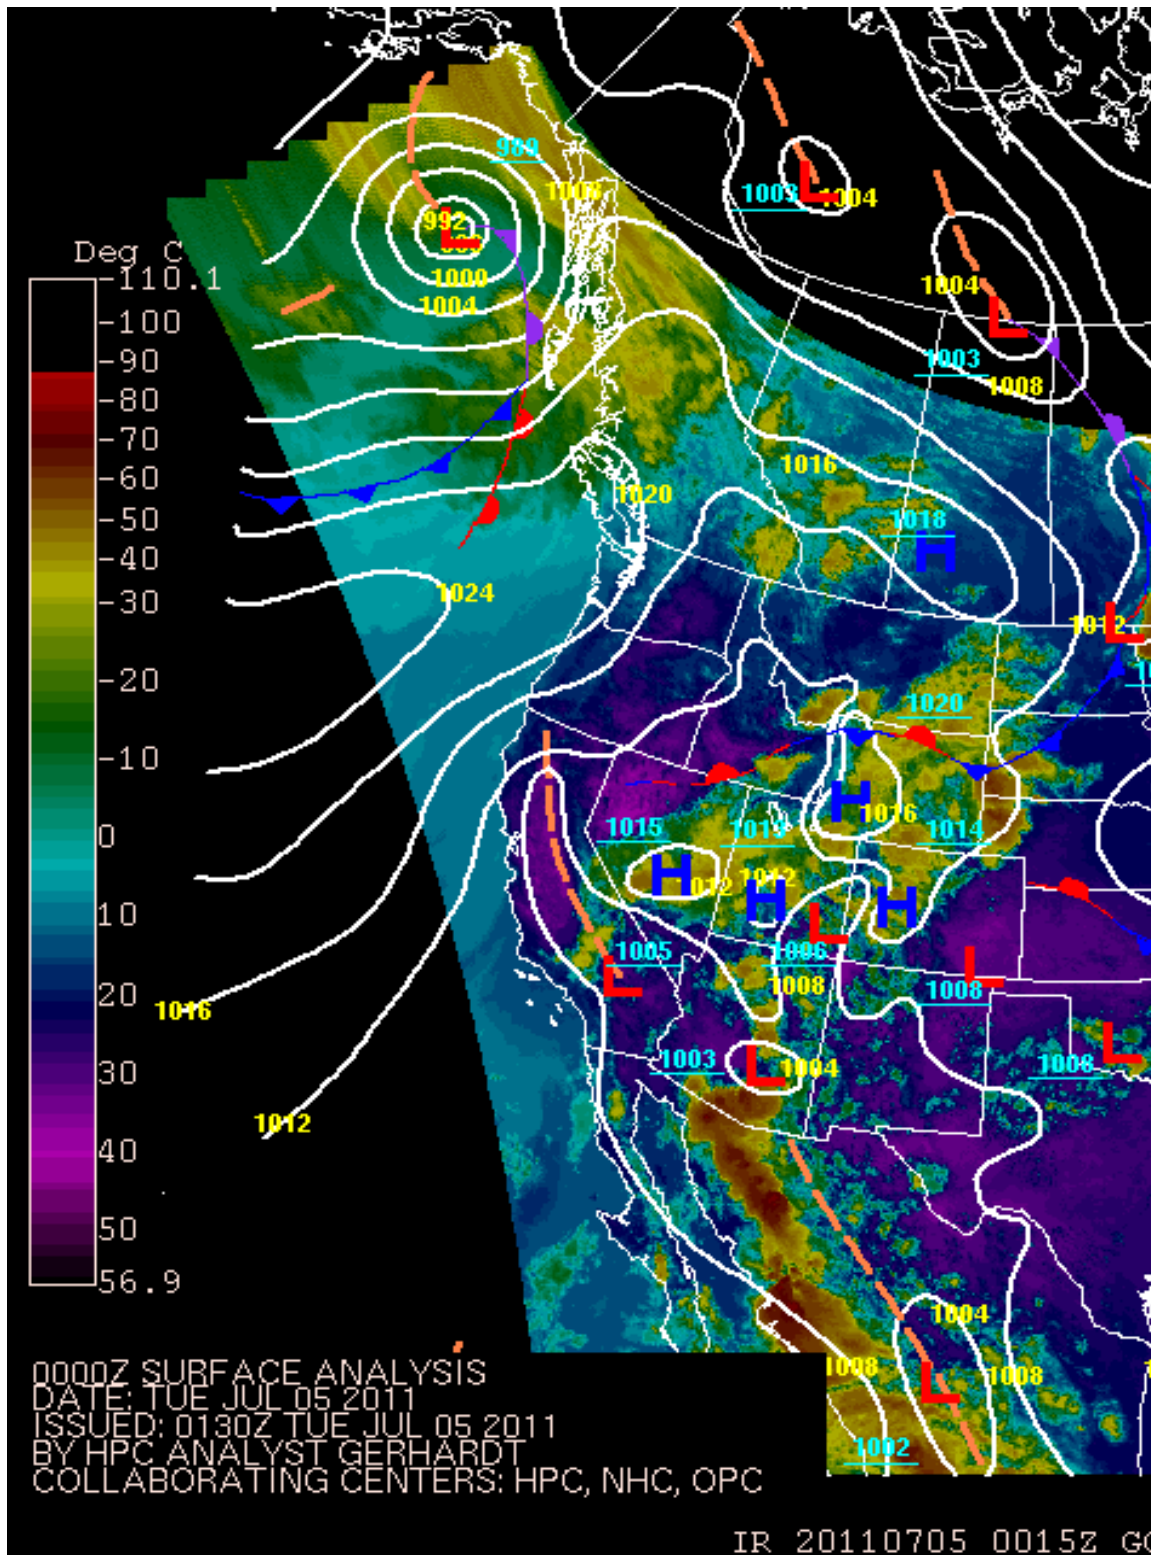 989
1008
1003
1004
992
1000
1004
1004
1003
1008
Deg C
-110.1
-100
-90
-80
-70
-60
-50
-40
-30
-20
-10
0
10
20
30
40
50
56.9
1016
1020
1018
H
1024
1012
L
1020
H
1016
1015
1013
1014
H
1012
1012
H
H
1005
1006
1008
1008
1016
1003
1004
1012
1004
1008
1008
1002
L
L
L
L
L
L
L
L
L
0000Z SURFACE ANALYSIS
DATE: TUE JUL 05 2011
ISSUED: 0130Z TUE JUL 05 2011
BY HPC ANALYST GERHARDT
COLLABORATING CENTERS: HPC, NHC, OPC
IR 20110705 0015Z